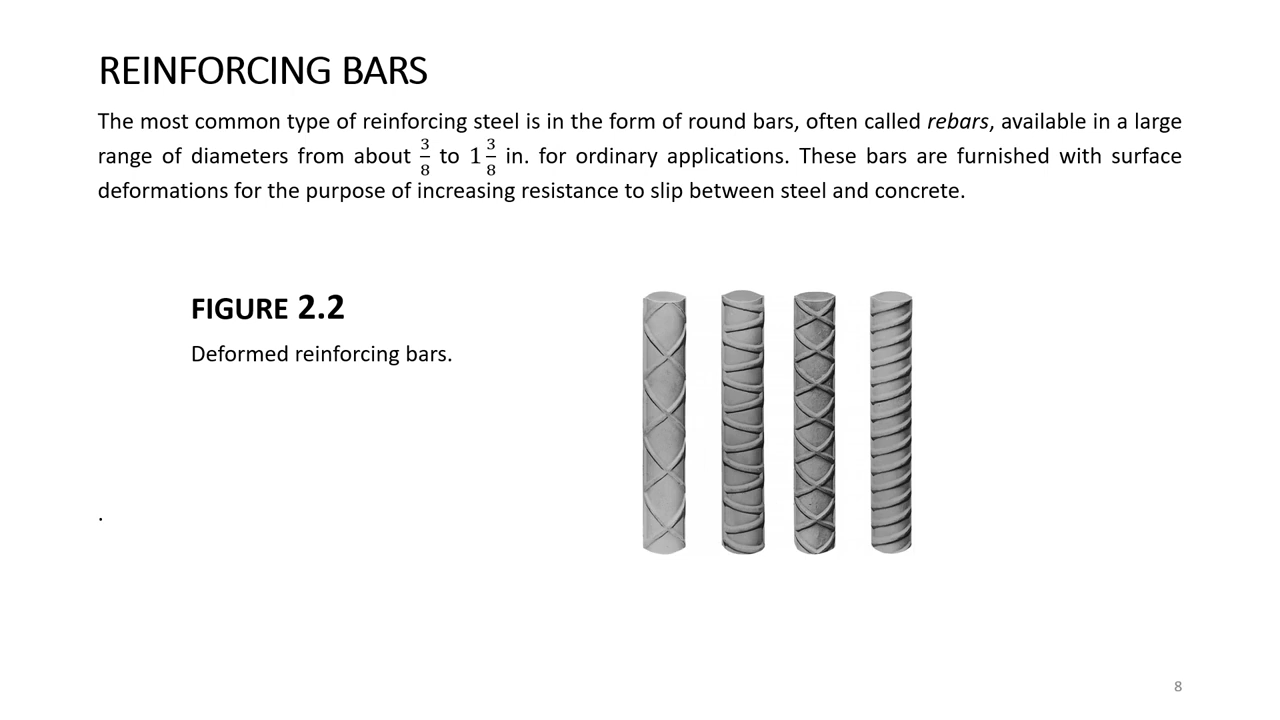 REINFORCING BARS
The most common type of reinforcing steel is in the form of round bars, often called rebars, available in a large
range of diameters from about 3/8 to 1 3/8 in. for ordinary applications. These bars are furnished with surface
deformations for the purpose of increasing resistance to slip between steel and concrete.
FIGURE 2.2
Deformed reinforcing bars.
.
8